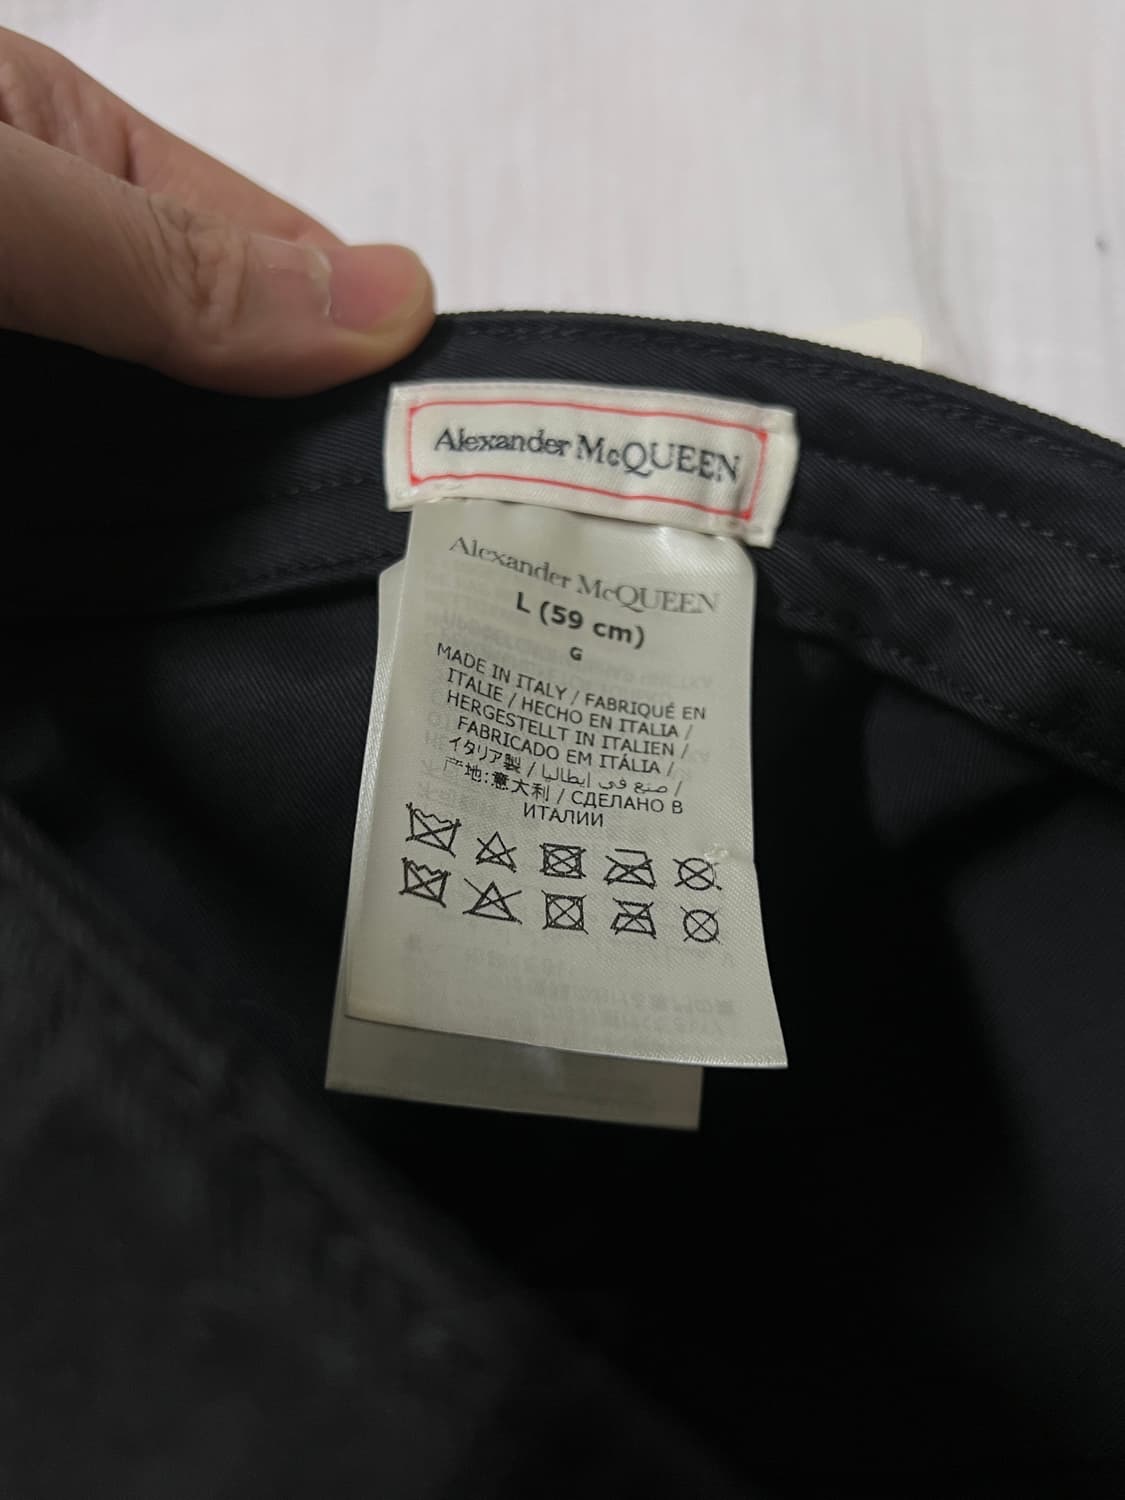 Alexander McQUEEN
Alexander McQUEEN
L (59 cm)
G
MADE IN ITALY / FABRIQUÉ EN
ITALIE / HECHO EN ITALIA /
HERGESTELLT IN ITALIEN /
FABRICADO EM ITÁLIA /
イタリア製 / صنع في إيطاليا /
产地:意大利 / СДЕЛАНО В
ИТАЛИИ